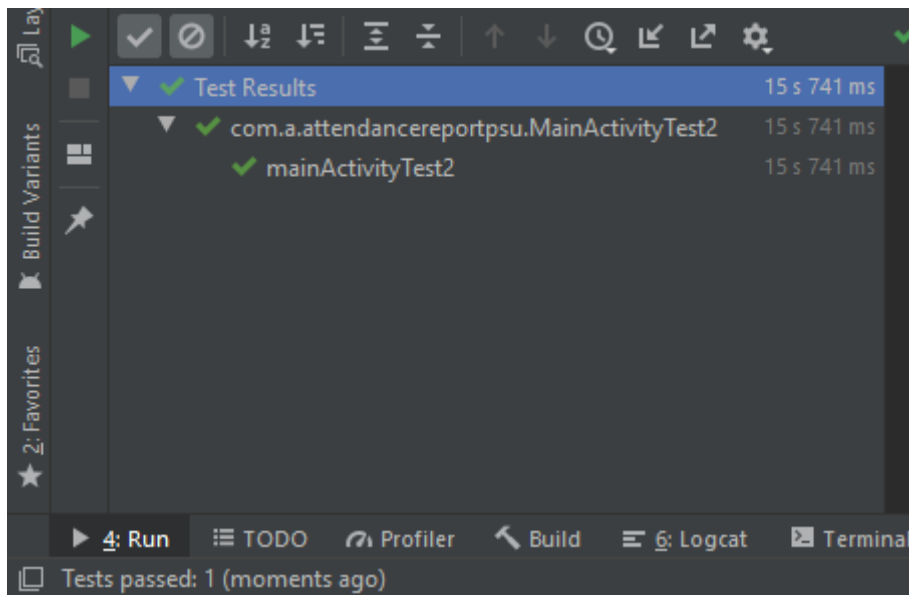 Lay
Build Variants
2: Favorites
Test Results 15 s 741 ms
com.a.attendancereportpsu.MainActivityTest2 15 s 741 ms
mainActivityTest2 15 s 741 ms
4: Run TODO Profiler Build 6: Logcat Terminal
Tests passed: 1 (moments ago)